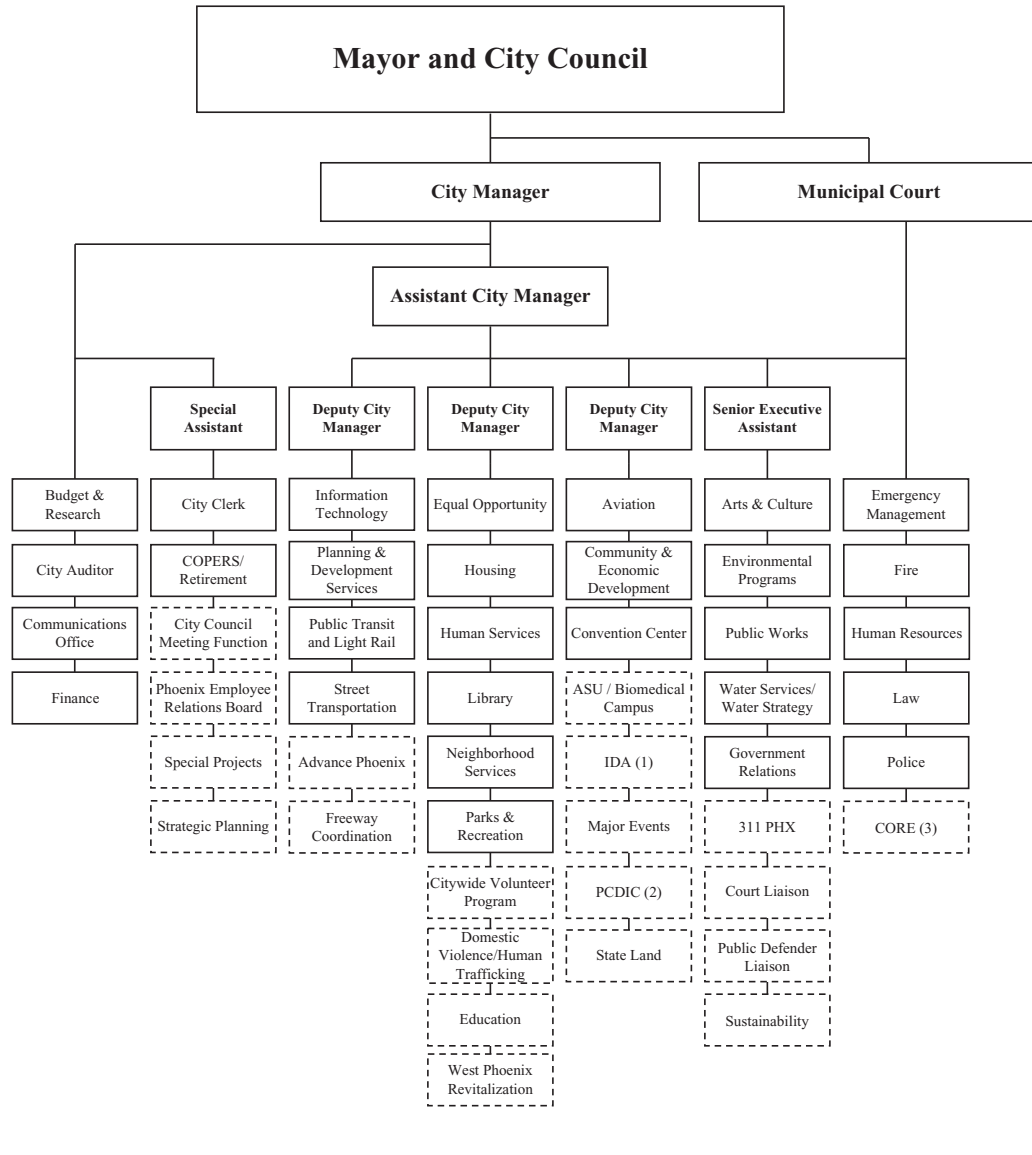 Mayor and City Council
City Manager
Municipal Court
Assistant City Manager
Special
Assistant
Deputy City
Manager
Deputy City
Manager
Deputy City
Manager
Senior Executive
Assistant
Budget &
Research
City Auditor
Communications
Office
Finance
City Clerk
COPERS/
Retirement
City Council
Meeting Function
Phoenix Employee
Relations Board
Special Projects
Strategic Planning
Information
Technology
Planning &
Development
Services
Public Transit
and Light Rail
Street
Transportation
Advance Phoenix
Freeway
Coordination
Equal Opportunity
Housing
Human Services
Library
Neighborhood
Services
Parks &
Recreation
Citywide Volunteer
Program
Domestic
Violence/Human
Trafficking
Education
West Phoenix
Revitalization
Aviation
Community &
Economic
Development
Convention Center
ASU / Biomedical
Campus
IDA (1)
Major Events
PCDIC (2)
State Land
Arts & Culture
Environmental
Programs
Public Works
Water Services/
Water Strategy
Government
Relations
311 PHX
Court Liaison
Public Defender
Liaison
Sustainability
Emergency
Management
Fire
Human Resources
Law
Police
CORE (3)